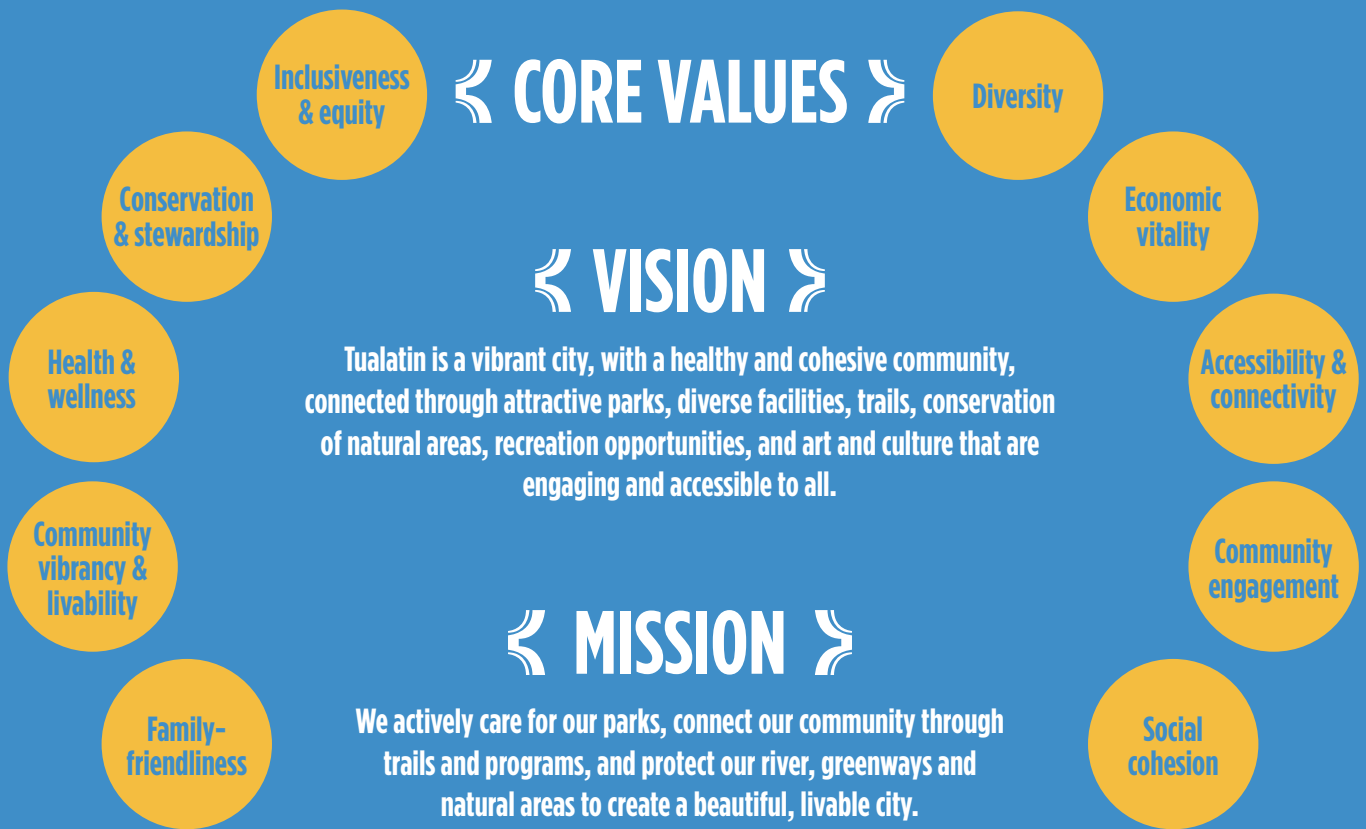 CORE VALUES
Inclusiveness
& equity
Conservation
& stewardship
Health &
wellness
Community
vibrancy &
livability
Family-
friendliness
Diversity
Economic
vitality
Accessibility &
connectivity
Community
engagement
Social
cohesion
VISION
Tualatin is a vibrant city, with a healthy and cohesive community,
connected through attractive parks, diverse facilities, trails, conservation
of natural areas, recreation opportunities, and art and culture that are
engaging and accessible to all.
MISSION
We actively care for our parks, connect our community through
trails and programs, and protect our river, greenways and
natural areas to create a beautiful, livable city.